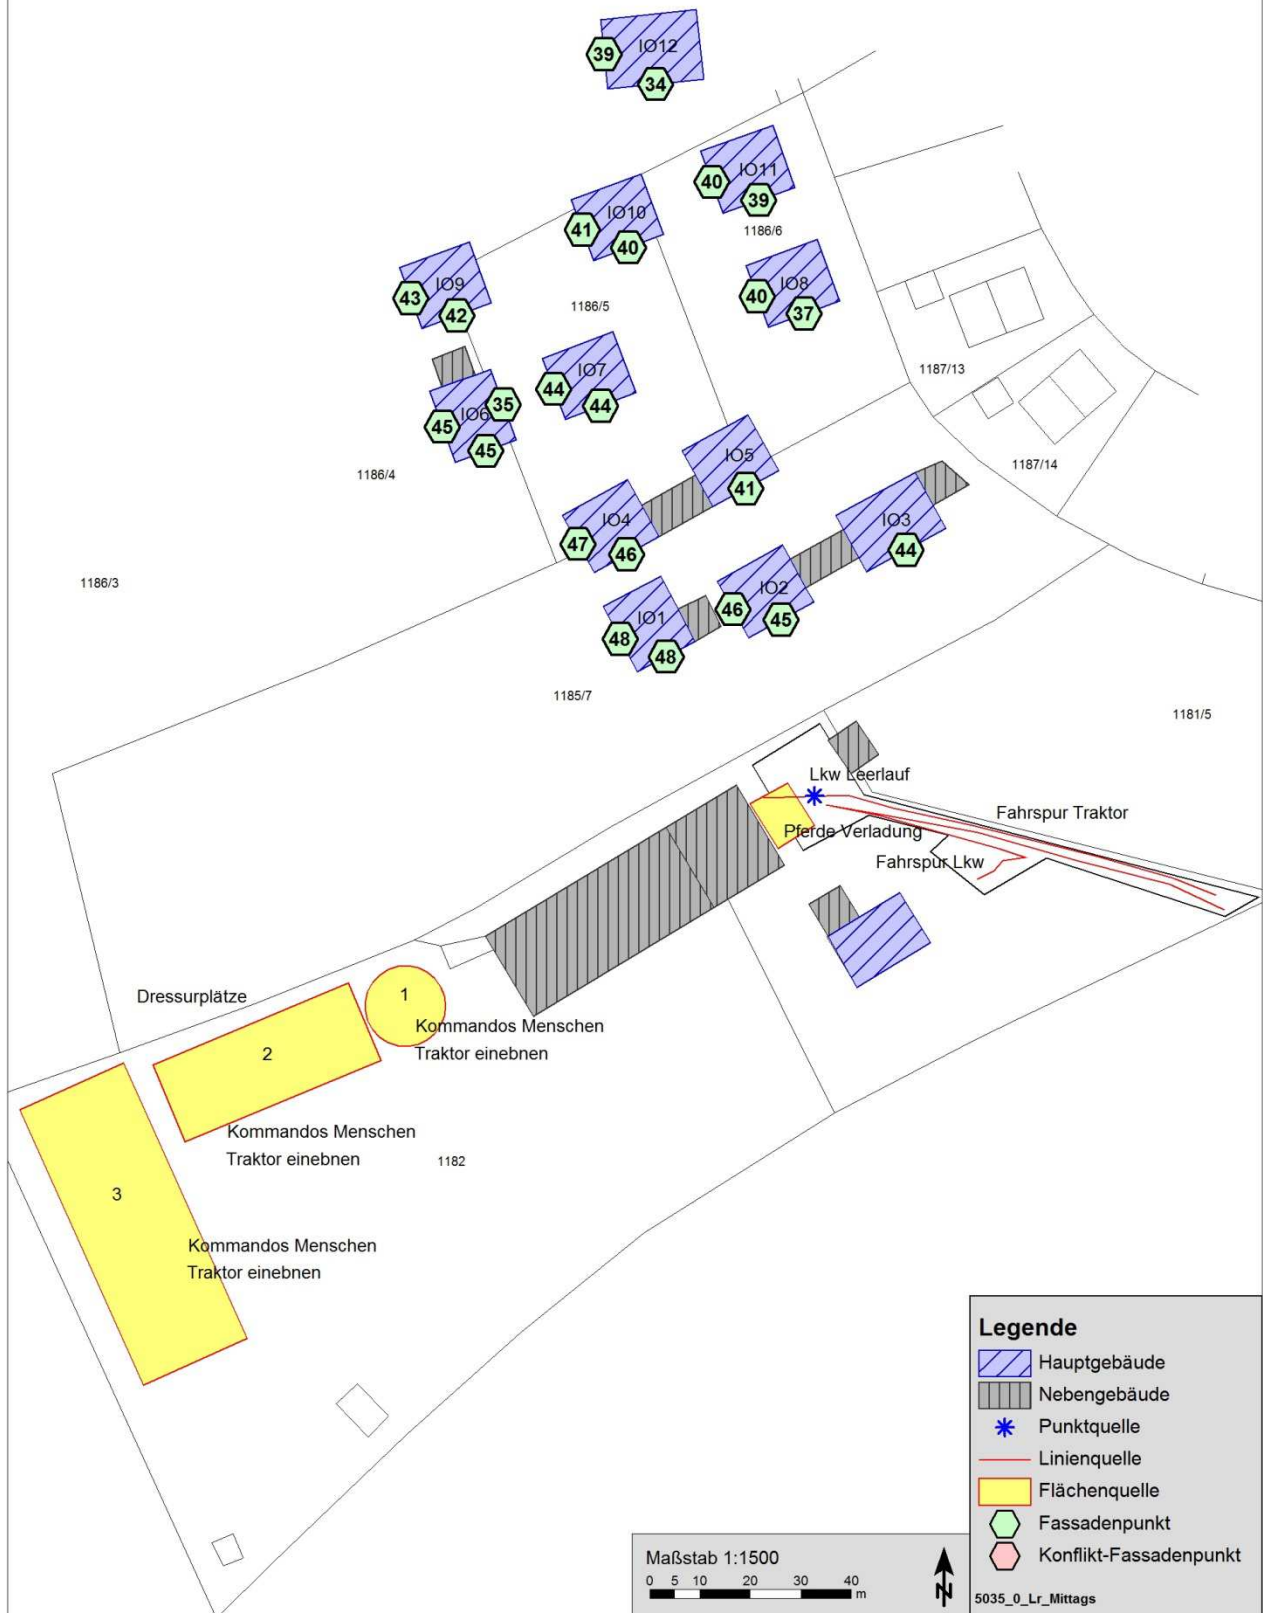 IO12
39
34
IO11
40
39
1186/6
IO10
41
40
IO9
43
42
1186/5
IO8
40
37
IO7
44
44
1187/13
IO6
35
45
45
1186/4
IO5
41
1187/14
IO4
47
46
IO3
44
1186/3
IO2
46
45
IO1
48
48
1185/7
1181/5
Lkw Leerlauf
Fahrspur Traktor
Pferde Verladung
Fahrspur Lkw
Dressurplätze
1
Kommandos Menschen
Traktor einebnen
2
Kommandos Menschen
Traktor einebnen
1182
3
Kommandos Menschen
Traktor einebnen
Legende
Hauptgebäude
Nebengebäude
Punktquelle
Linienquelle
Flächenquelle
Fassadenpunkt
Konflikt-Fassadenpunkt
5035_0_Lr_Mittags
Maßstab 1:1500
0 5 10 20 30 40
m
N